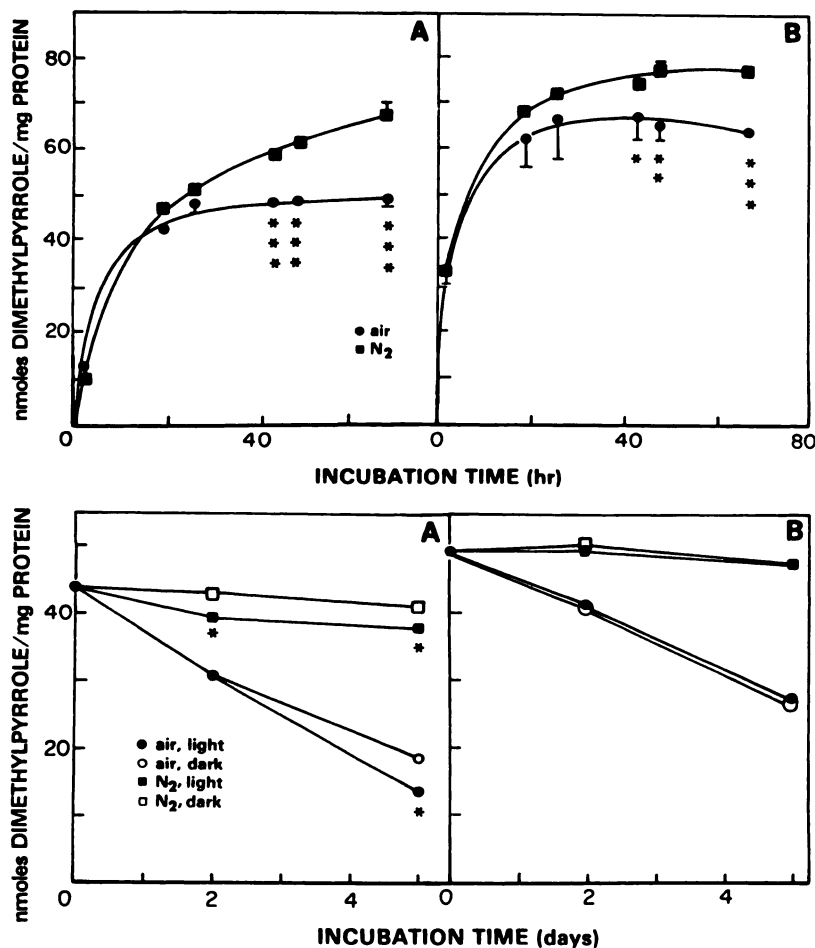 A
B
nmoles DIMETHYLPYRROLE/mg PROTEIN
80
60
40
20
0
40
0
40
80
● air
■ N2
* * *
* * *
* * *
*
* *
* * *
INCUBATION TIME (hr)
A
B
nmoles DIMETHYLPYRROLE/mg PROTEIN
40
20
0
2
4
0
2
4
● air, light
○ air, dark
■ N2, light
□ N2, dark
*
*
*
INCUBATION TIME (days)